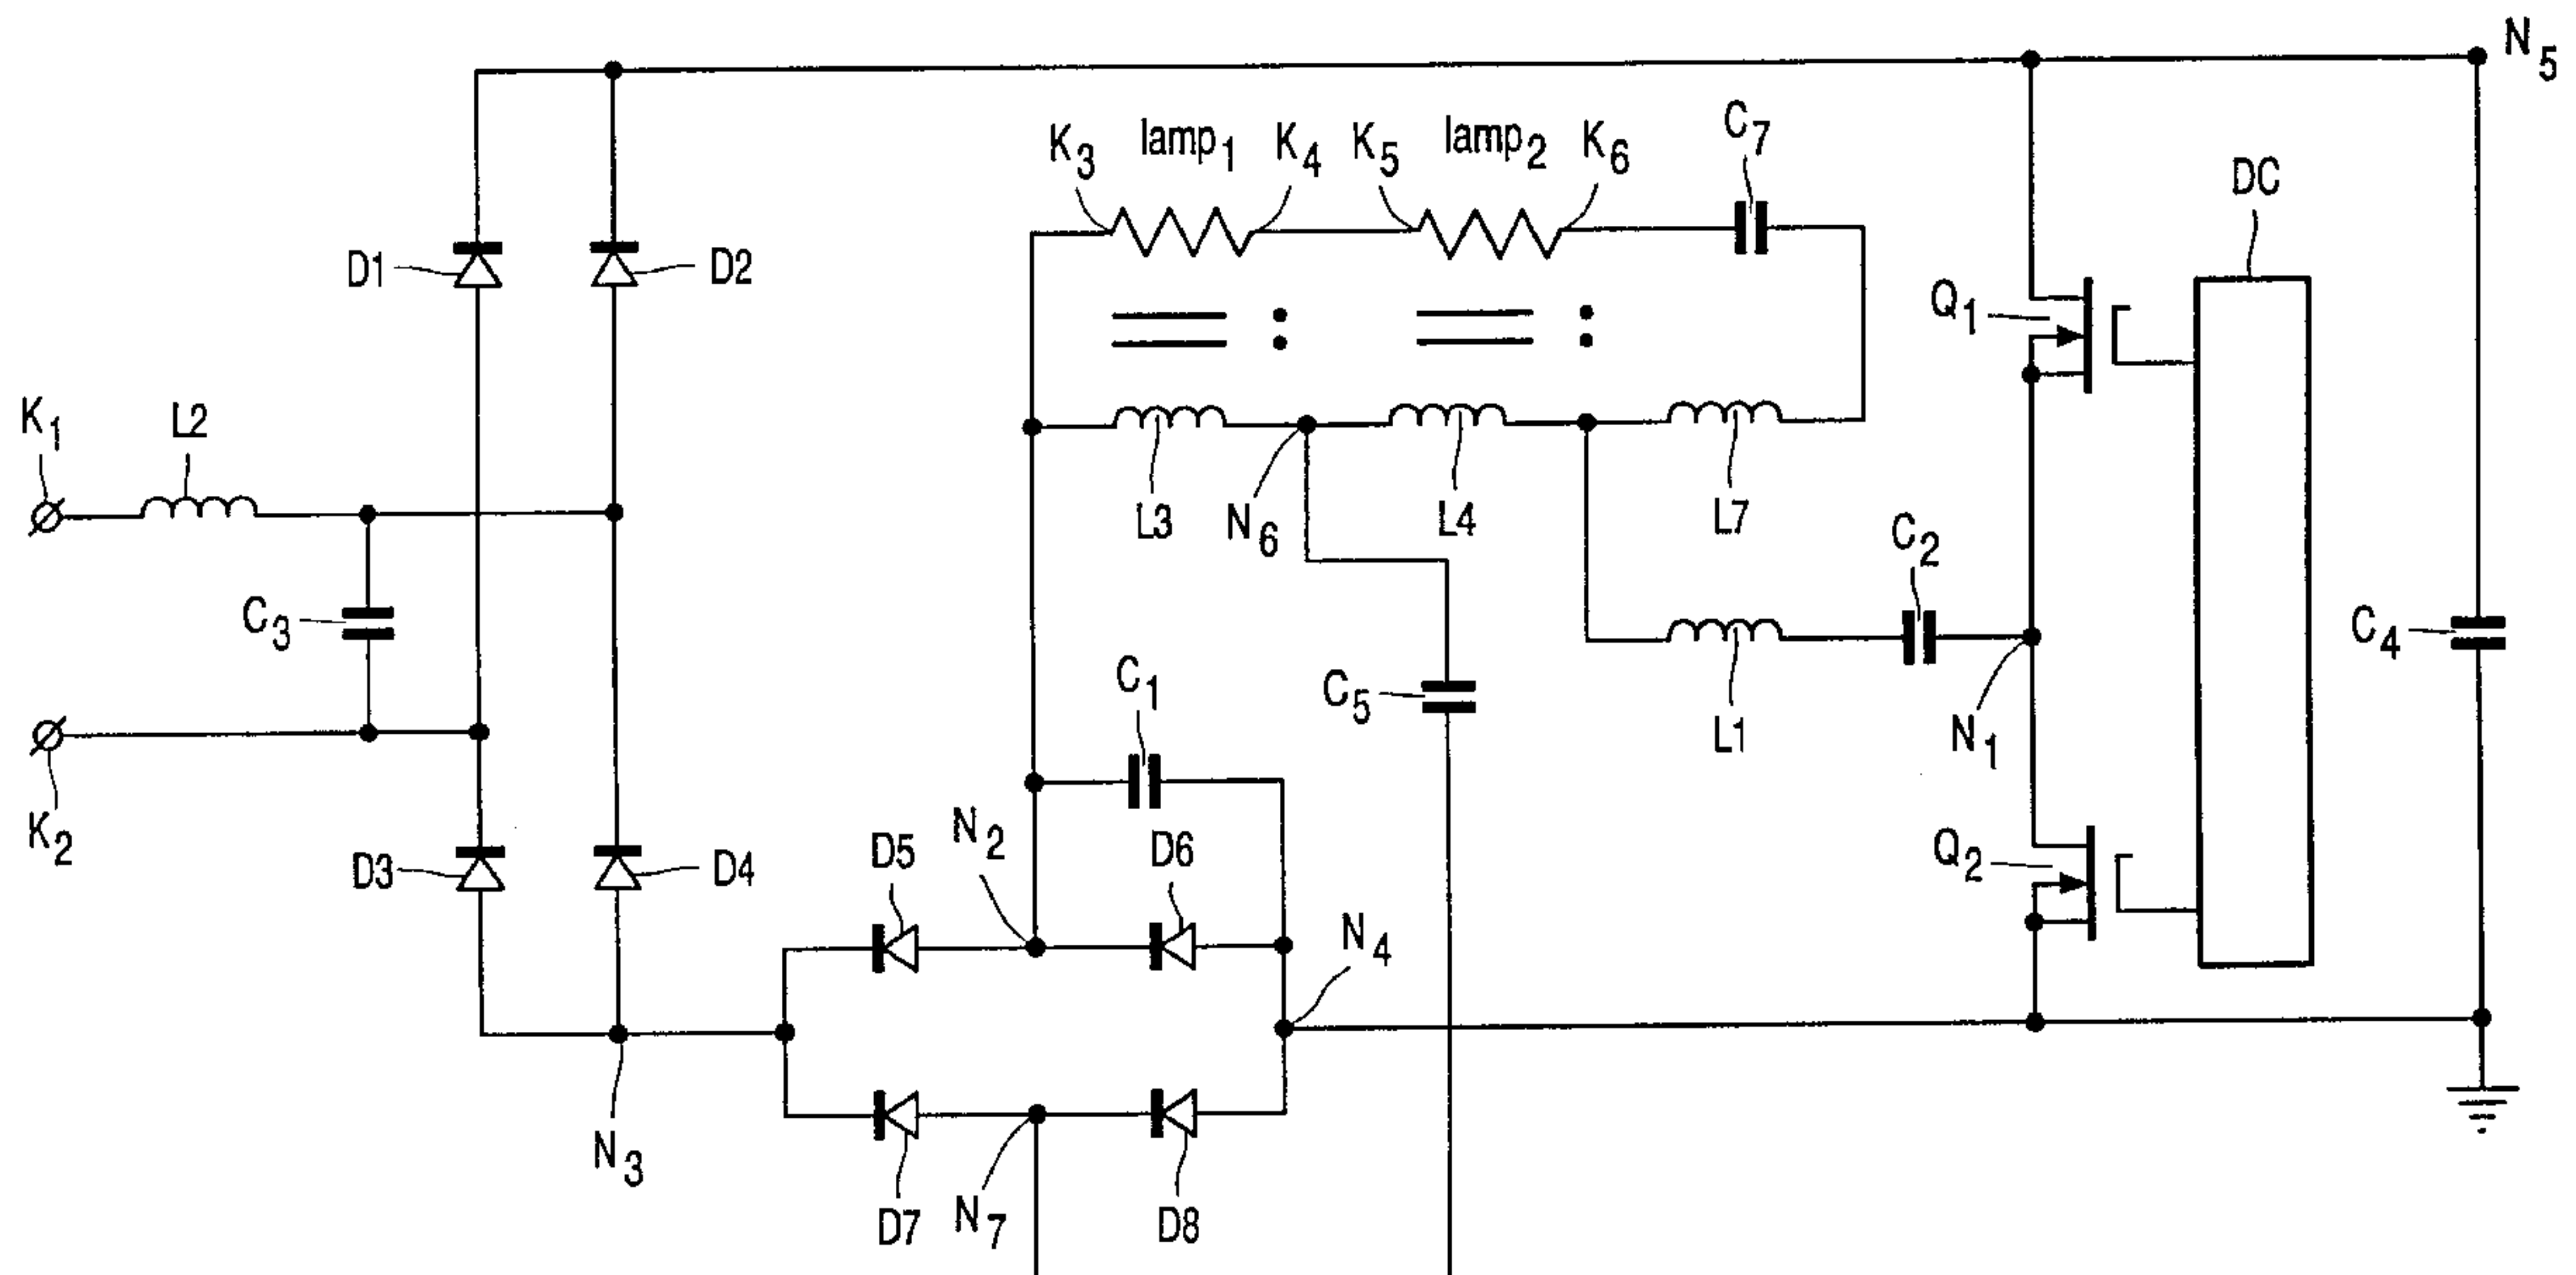 N5
K3 lamp1 K4 K5 lamp2 K6 C7
DC
D1 D2
Q1
K1 L2
L3 N6 L4 L7
C2
C3
C4
C1
C5
L1 N1
K2
N2
D5 D6
Q2
D3 D4
N4
N3
D7 N7 D8